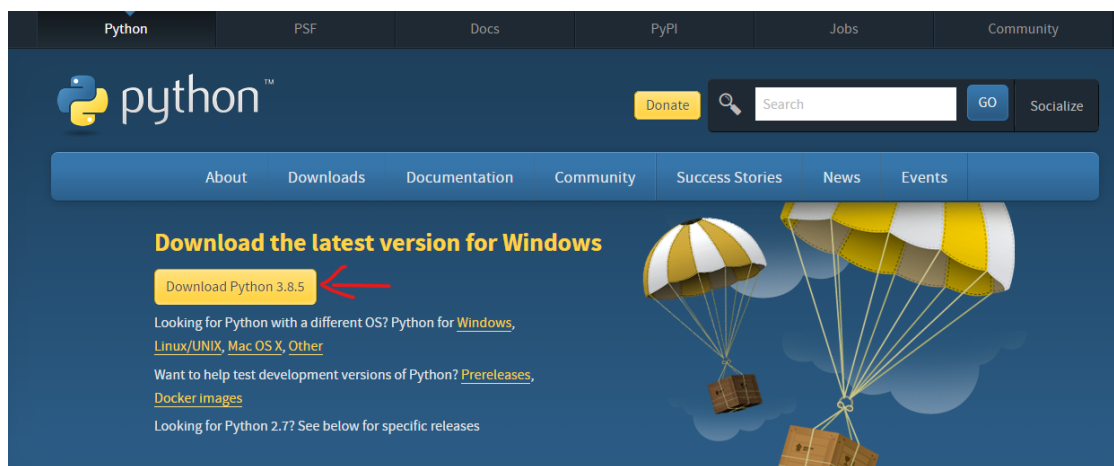 Python PSF Docs PyPI Jobs Community
python™
Donate Search GO Socialize
About Downloads Documentation Community Success Stories News Events
Download the latest version for Windows
Download Python 3.8.5
Looking for Python with a different OS? Python for Windows,
Linux/UNIX, Mac OS X, Other
Want to help test development versions of Python? Prereleases,
Docker images
Looking for Python 2.7? See below for specific releases